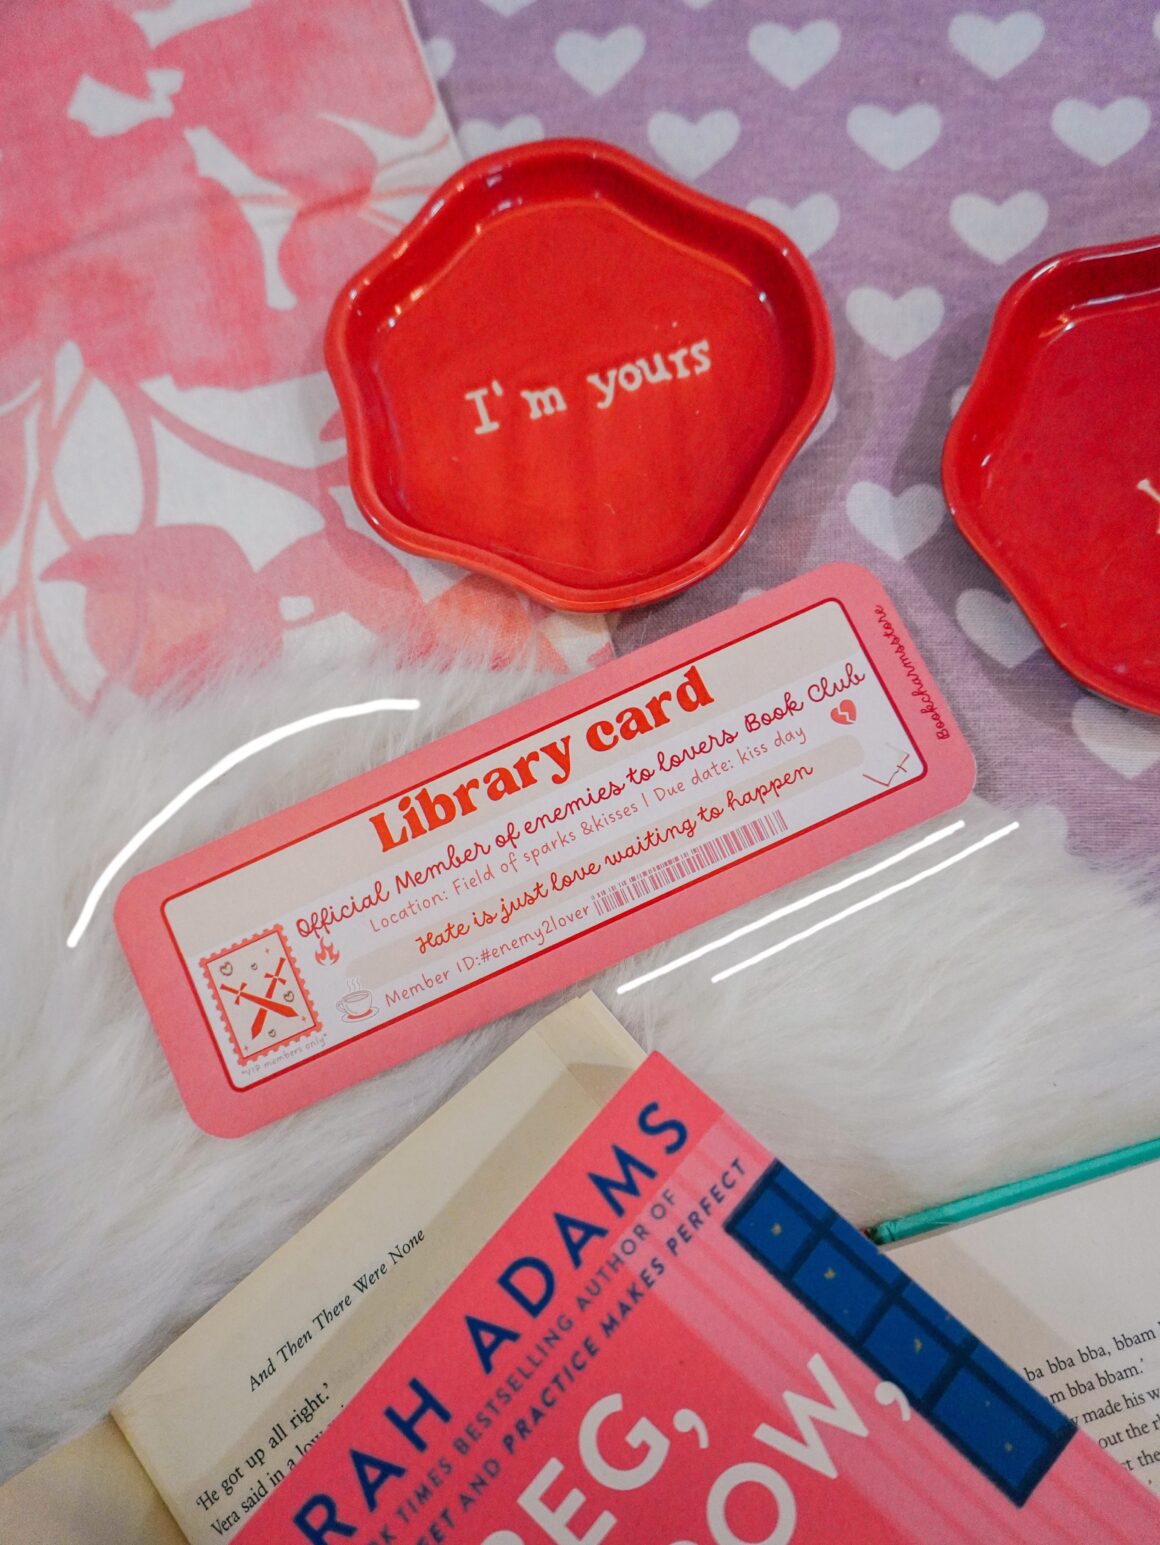 I'm yours
Library card
Official Member of enemies to lovers Book Club
Location: Field of sparks &kisses | Due date: kiss day
Hate is just love waiting to happen
Member ID:#enemy2lover
"VIP members only"
Bookcharmsstore
And Then There Were None
'He got up all right.'
Vera said in a low
RAH ADAMS
TIMES BESTSELLING AUTHOR OF
AND PRACTICE MAKES PERFECT
EG,
OW,
ba bba bba, bbam
am bba bbam.'
made his w
out the
the